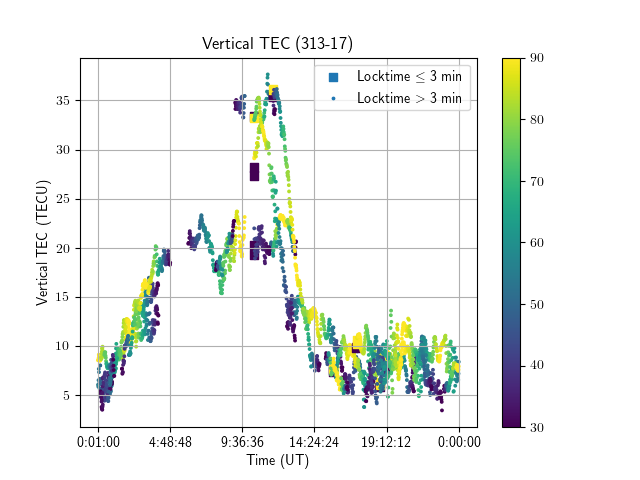 Vertical TEC (313-17)
Locktime ≤ 3 min
Locktime > 3 min
Vertical TEC (TECU)
35
30
25
20
15
10
5
0:01:00 4:48:48 9:36:36 14:24:24 19:12:12 0:00:00
Time (UT)
90
80
70
60
50
40
30